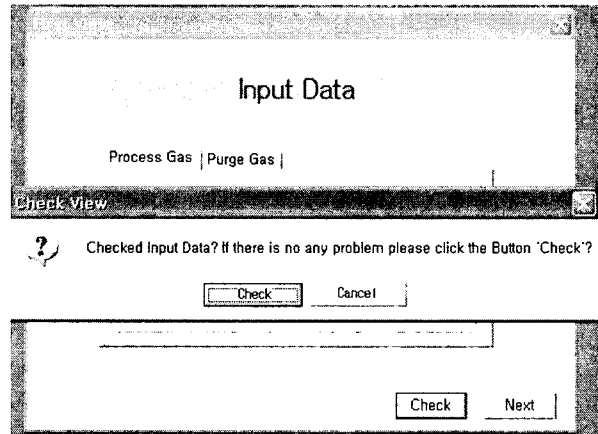 Input Data
Process Gas Purge Gas
Check View
Checked Input Data? If there is no any problem please click the Button 'Check'?
Check Cancel
Check Next